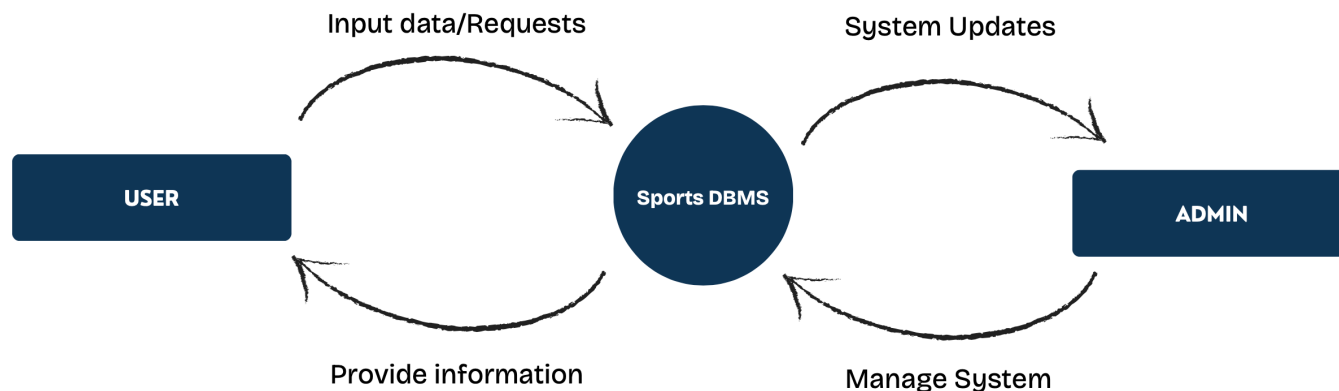 Input data/Requests
System Updates
USER
Sports DBMS
ADMIN
Provide information
Manage System